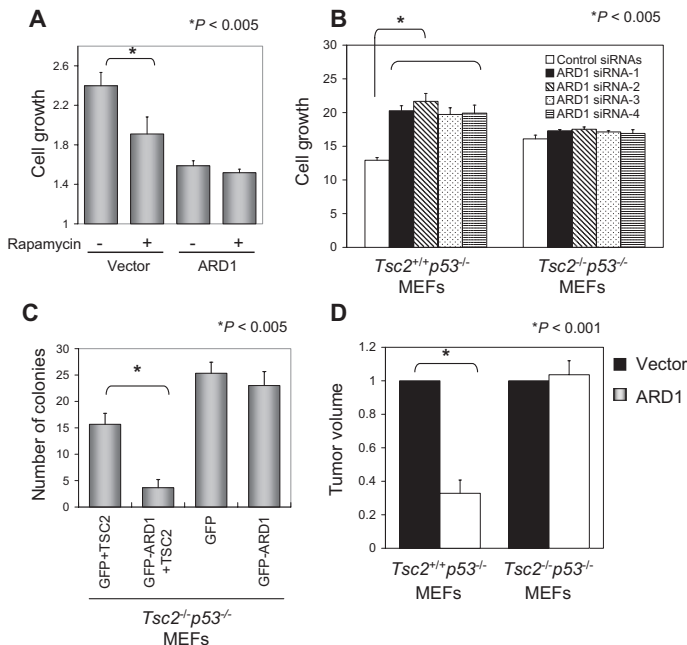 A
*P < 0.005
*
Cell growth
2.6
2.2
1.8
1.4
1
Rapamycin - + - +
Vector ARD1
B
*P < 0.005
*
Cell growth
30
25
20
15
10
5
0
Control siRNAs
ARD1 siRNA-1
ARD1 siRNA-2
ARD1 siRNA-3
ARD1 siRNA-4
Tsc2+/+p53-/- Tsc2-/-p53-/-
MEFs MEFs
C
*P < 0.005
*
Number of colonies
30
25
20
15
10
5
0
GFP+TSC2
GFP-ARD1
+TSC2
GFP
GFP-ARD1
Tsc2-/-p53-/-
MEFs
D
*P < 0.001
*
Tumor volume
1.2
1
0.8
0.6
0.4
0.2
0
Vector
ARD1
Tsc2+/+p53-/- Tsc2-/-p53-/-
MEFs MEFs